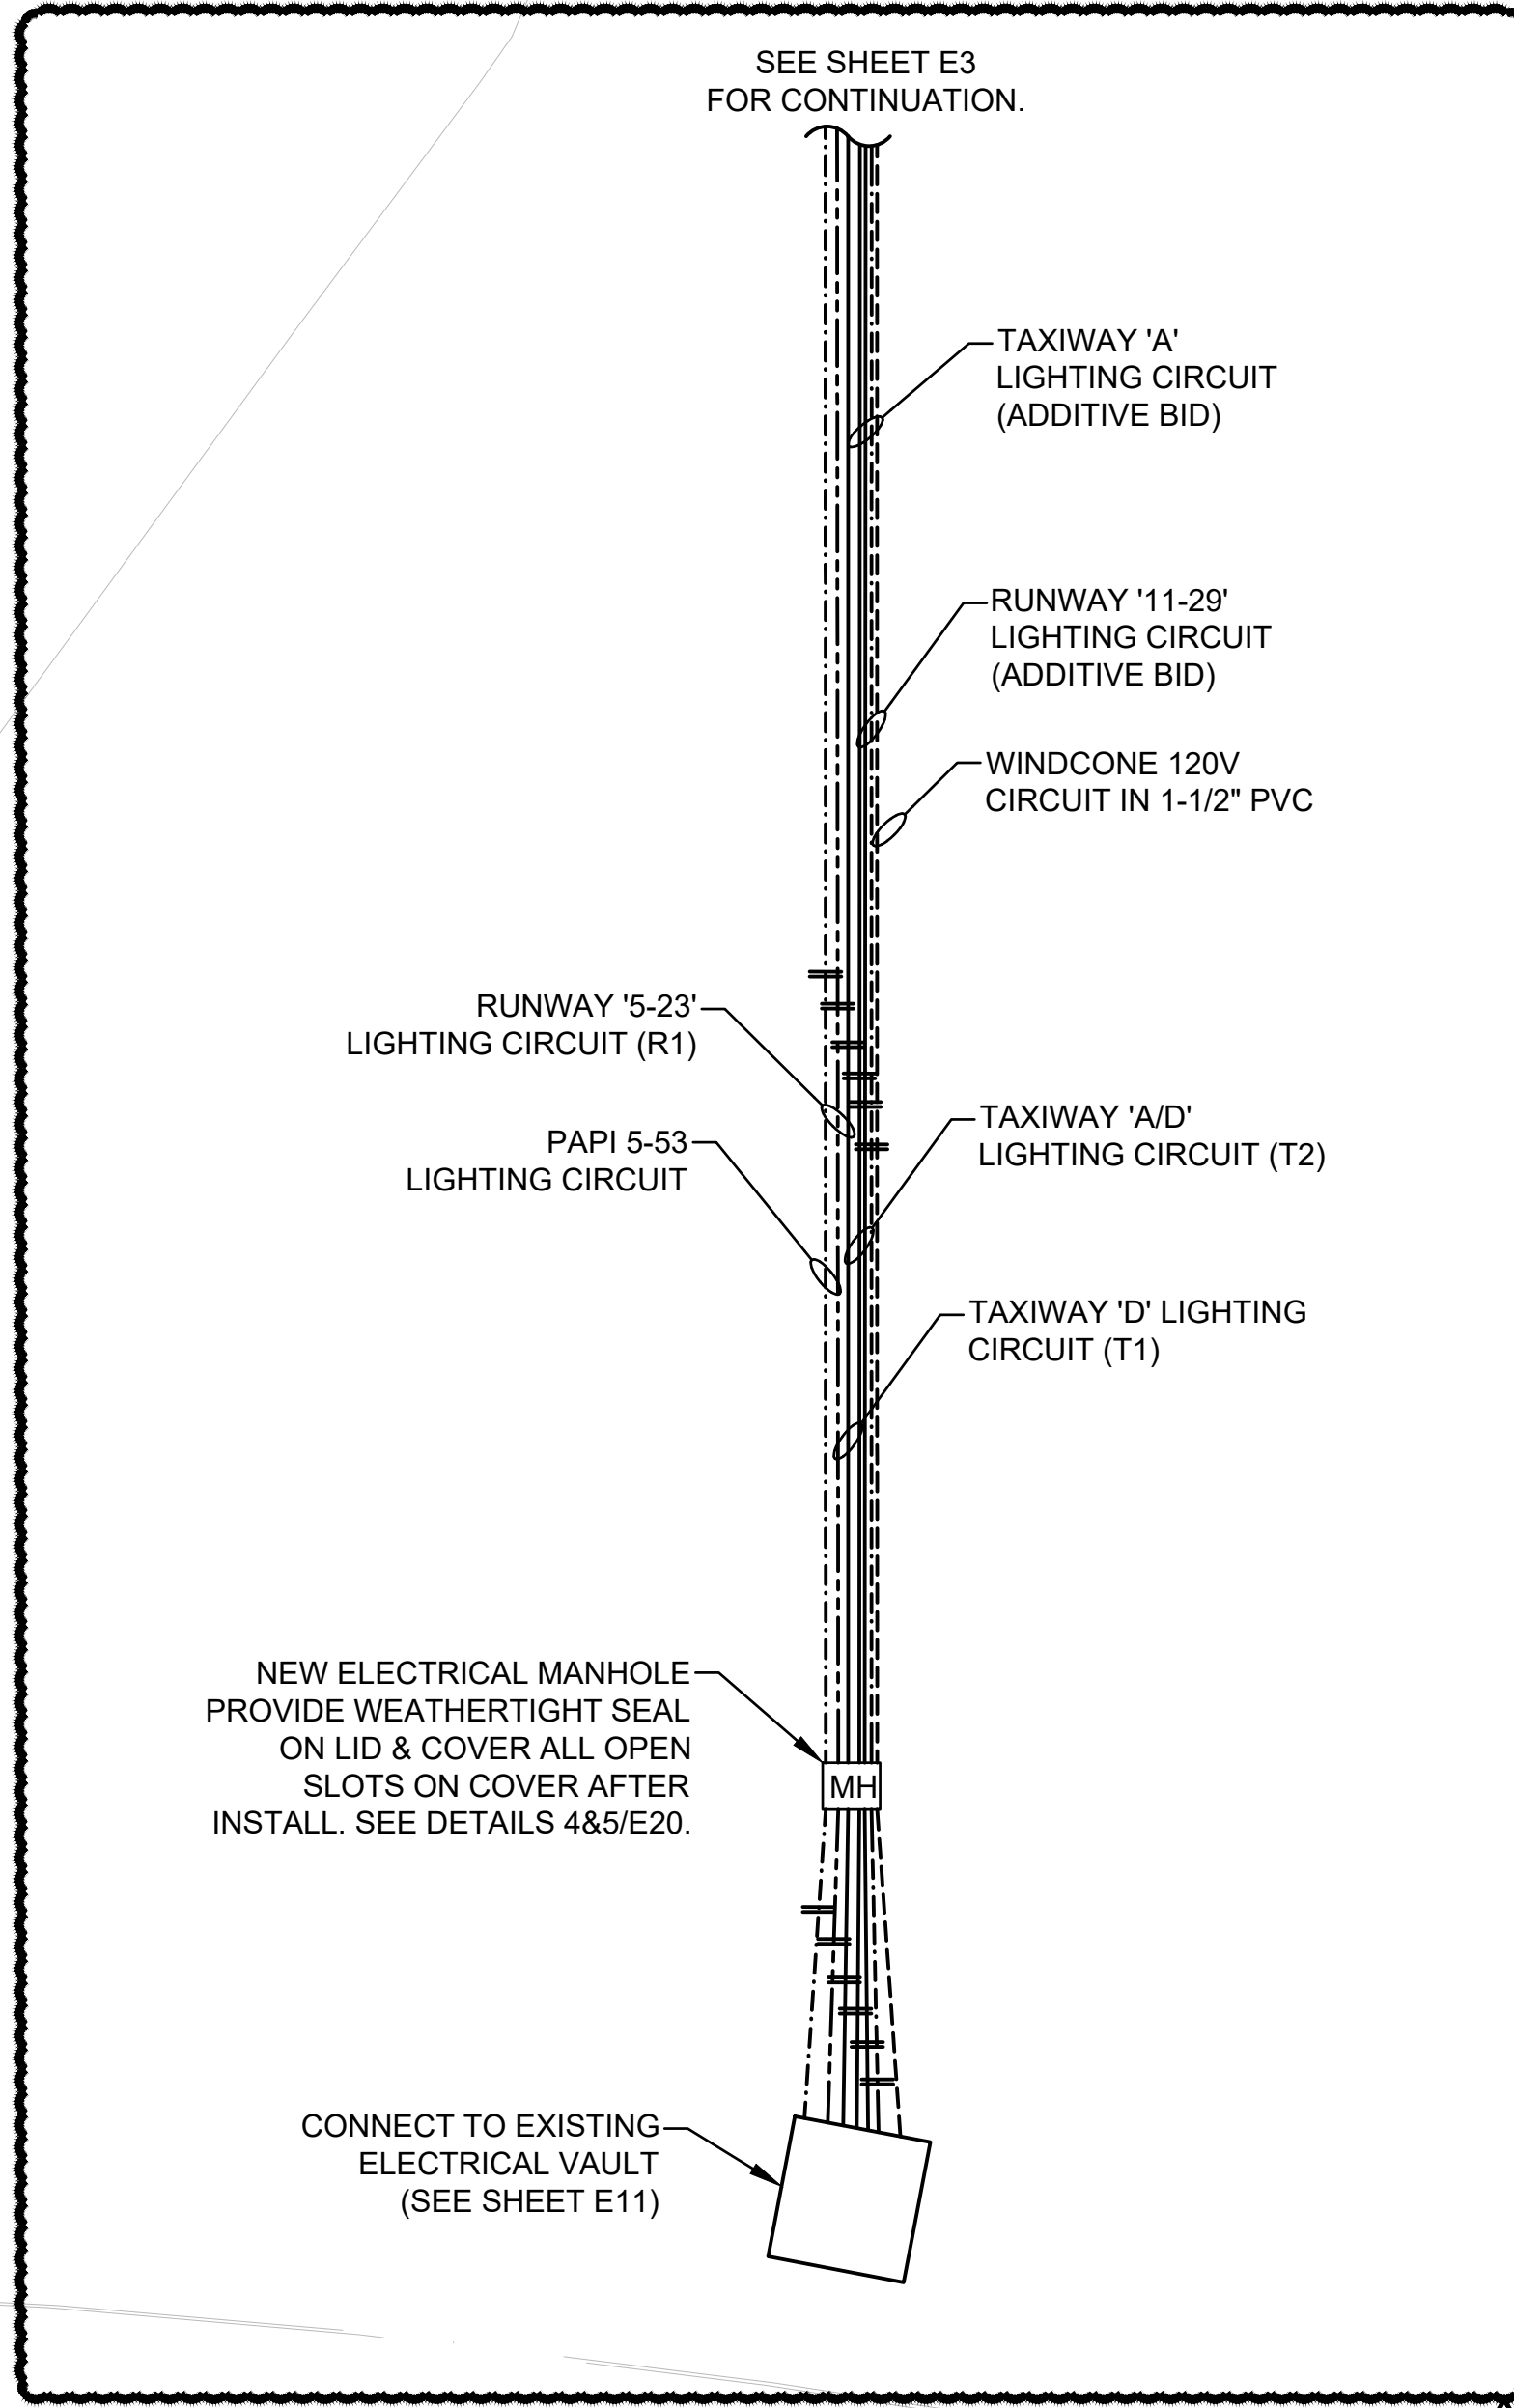 SEE SHEET E3
FOR CONTINUATION.
TAXIWAY 'A'
LIGHTING CIRCUIT
(ADDITIVE BID)
RUNWAY '11-29'
LIGHTING CIRCUIT
(ADDITIVE BID)
WINDCONE 120V
CIRCUIT IN 1-1/2" PVC
RUNWAY '5-23'
LIGHTING CIRCUIT (R1)
TAXIWAY 'A/D'
LIGHTING CIRCUIT (T2)
PAPI 5-53
LIGHTING CIRCUIT
TAXIWAY 'D' LIGHTING
CIRCUIT (T1)
NEW ELECTRICAL MANHOLE
PROVIDE WEATHERTIGHT SEAL
ON LID & COVER ALL OPEN
SLOTS ON COVER AFTER
INSTALL. SEE DETAILS 4&5/E20.
MH
CONNECT TO EXISTING
ELECTRICAL VAULT
(SEE SHEET E11)